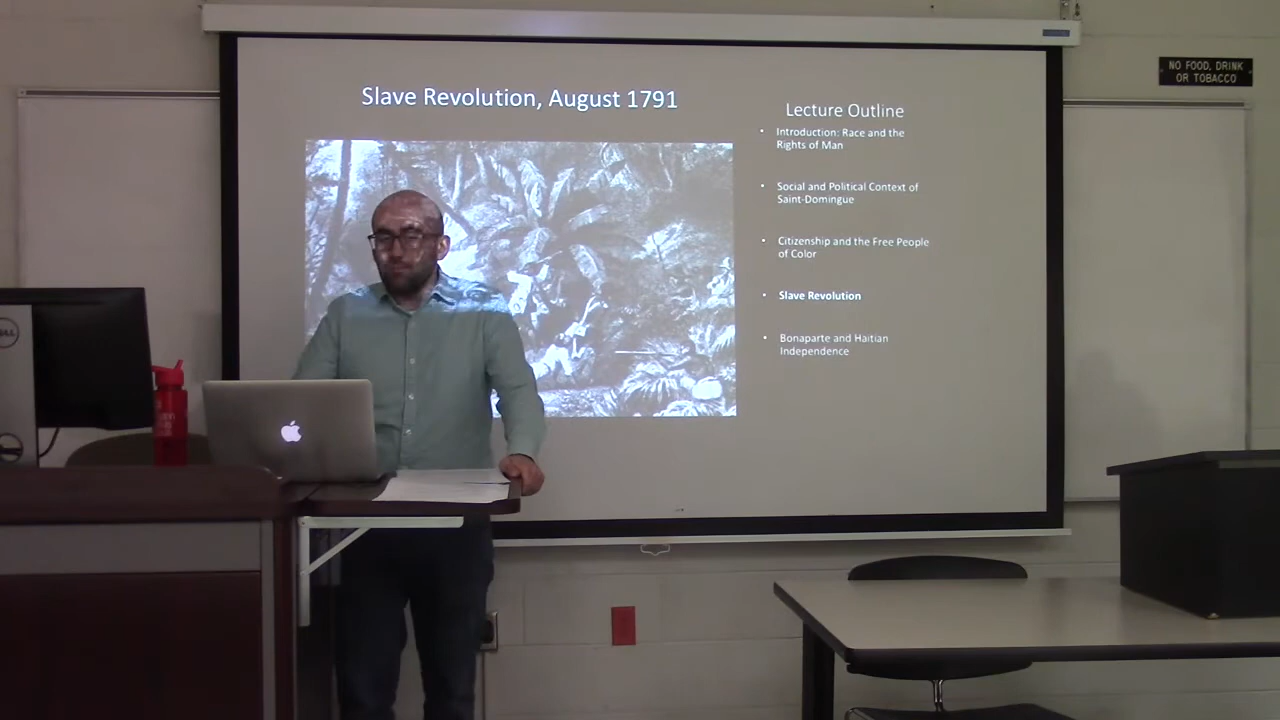 Slave Revolution, August 1791
Lecture Outline
• Introduction: Race and the
Rights of Man
• Social and Political Context of
Saint-Domingue
• Citizenship and the Free People
of Color
• Slave Revolution
• Bonaparte and Haitian
Independence
NO FOOD, DRINK
OR TOBACCO